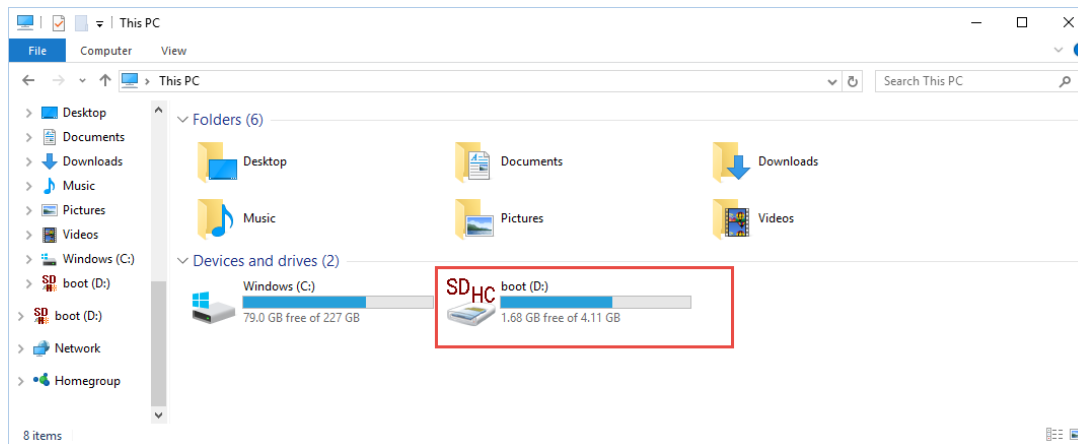 This PC
File Computer View
This PC
Search This PC
Desktop
Documents
Downloads
Music
Pictures
Videos
Windows (C:)
SD boot (D:)
SD boot (D:)
Network
Homegroup
Folders (6)
Desktop Documents Downloads
Music Pictures Videos
Devices and drives (2)
Windows (C:)
79.0 GB free of 227 GB
SDHC boot (D:)
1.68 GB free of 4.11 GB
8 items